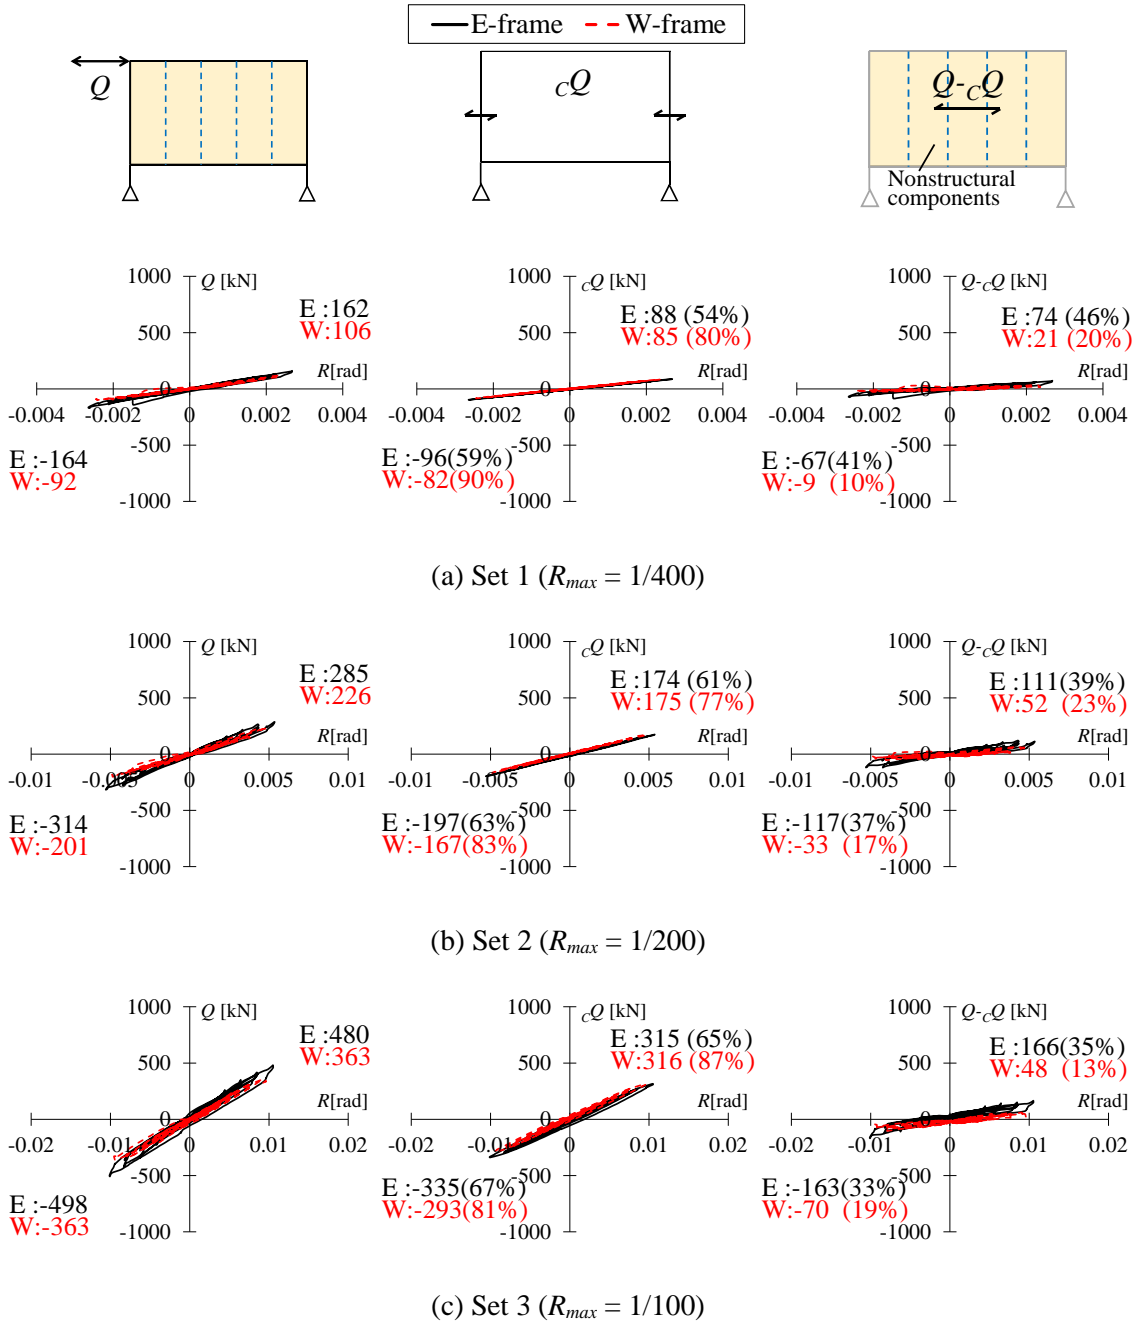 E-frame W-frame
Q
CQ
Q-CQ
Nonstructural
components
1000 Q [kN]
E :162
W:106
500
R[rad]
0
-0.004 -0.002 0 0.002 0.004
-500
E :-164
W:-92
-1000
1000 CQ [kN]
E :88 (54%)
W:85 (80%)
500
R[rad]
0
-0.004 -0.002 0 0.002 0.004
-500
E :-96(59%)
W:-82(90%)
-1000
1000 Q-CQ [kN]
E :74 (46%)
W:21 (20%)
500
R[rad]
0
-0.004 -0.002 0 0.002 0.004
-500
E :-67(41%)
W:-9 (10%)
-1000
(a) Set 1 (Rmax = 1/400)
1000 Q [kN]
E :285
W:226
500
R[rad]
0
-0.01 -0.005 0 0.005 0.01
-500
E :-314
W:-201
-1000
1000 CQ [kN]
E :174 (61%)
W:175 (77%)
500
R[rad]
0
-0.01 -0.005 0 0.005 0.01
-500
E :-197(63%)
W:-167(83%)
-1000
1000 Q-CQ [kN]
E :111(39%)
W:52 (23%)
500
R[rad]
0
-0.01 -0.005 0 0.005 0.01
-500
E :-117(37%)
W:-33 (17%)
-1000
(b) Set 2 (Rmax = 1/200)
1000 Q [kN]
E :480
W:363
500
R[rad]
0
-0.02 -0.01 0 0.01 0.02
-500
E :-498
W:-363
-1000
1000 CQ [kN]
E :315 (65%)
W:316 (87%)
500
R[rad]
0
-0.02 -0.01 0 0.01 0.02
-500
E :-335(67%)
W:-293(81%)
-1000
1000 Q-CQ [kN]
E :166(35%)
W:48 (13%)
500
R[rad]
0
-0.02 -0.01 0 0.01 0.02
-500
E :-163(33%)
W:-70 (19%)
-1000
(c) Set 3 (Rmax = 1/100)